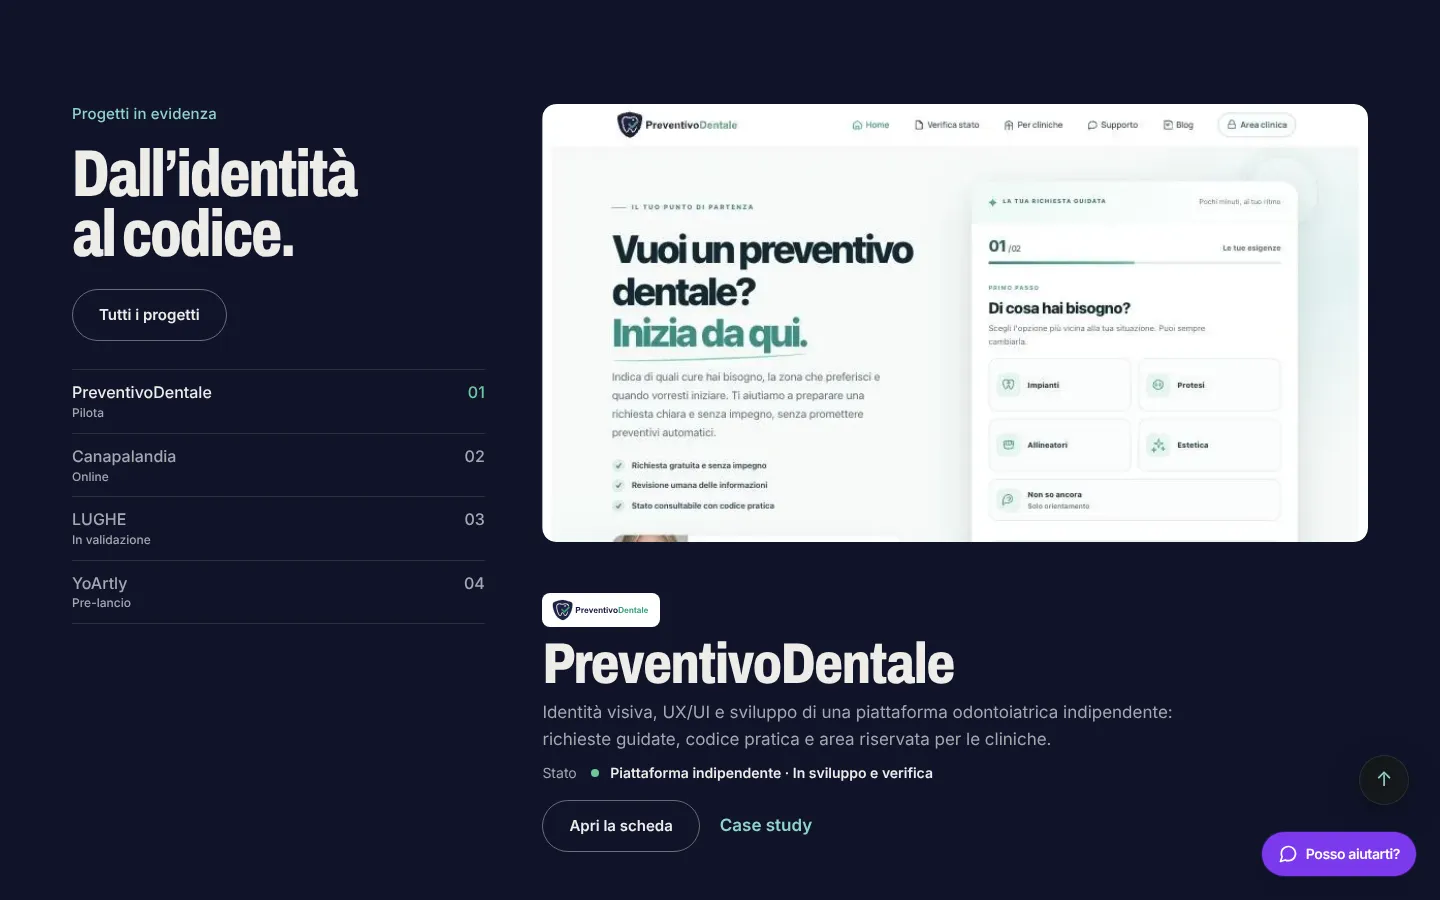 Progetti in evidenza
Dall’identità
al codice.
Tutti i progetti
PreventivoDentale 01
Pilota
Canapalandia 02
Online
LUGHE 03
In validazione
YoArtly 04
Pre-lancio
PreventivoDentale
Home Verifica stato Per cliniche Supporto Blog Area clinica
IL TUO PUNTO DI PARTENZA
Vuoi un preventivo
dentale?
Inizia da qui.
Indica di quali cure hai bisogno, la zona che preferisci e
quando vorresti iniziare. Ti aiutiamo a preparare una
richiesta chiara e senza impegno, senza promettere
preventivi automatici.
Richiesta gratuita e senza impegno
Revisione umana delle informazioni
Stato consultabile con codice pratica
LA TUA RICHIESTA GUIDATA Pochi minuti, al tuo ritmo
01 /02 Le tue esigenze
PRIMO PASSO
Di cosa hai bisogno?
Scegli l'opzione più vicina alla tua situazione. Puoi sempre
cambiarla.
Impianti Protesi
Allineatori Estetica
Non so ancora
Solo orientamento
PreventivoDentale
PreventivoDentale
Identità visiva, UX/UI e sviluppo di una piattaforma odontoiatrica indipendente:
richieste guidate, codice pratica e area riservata per le cliniche.
Stato Piattaforma indipendente · In sviluppo e verifica
Apri la scheda Case study
Posso aiutarti?